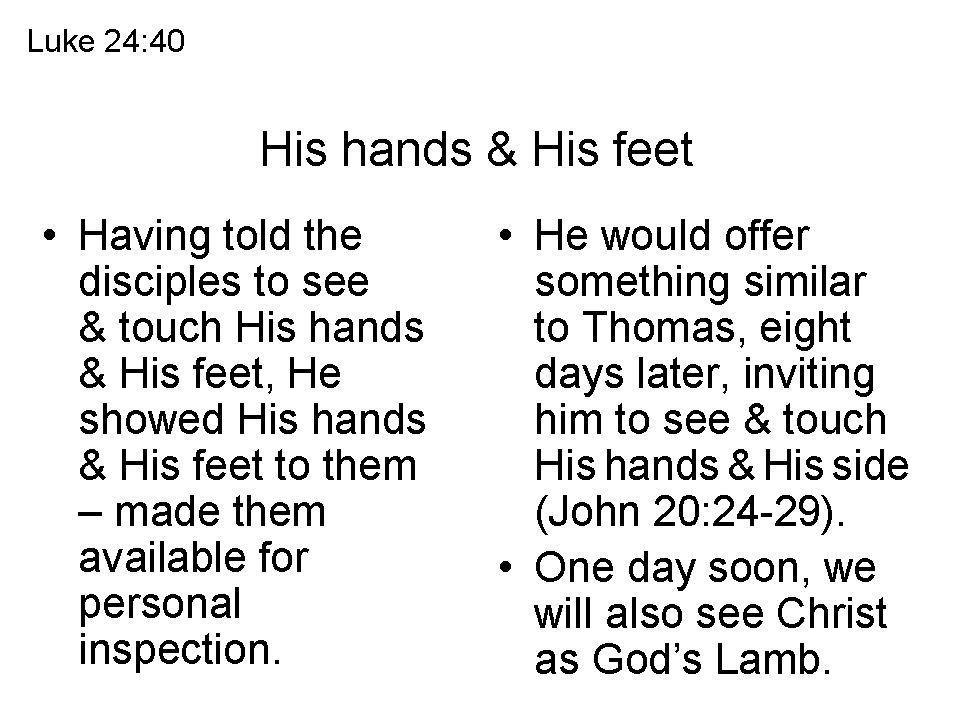 Luke 24:40
His hands & His feet
• Having told the
disciples to see
& touch His hands
& His feet, He
showed His hands
& His feet to them
– made them
available for
personal
inspection.
• He would offer
something similar
to Thomas, eight
days later, inviting
him to see & touch
His hands & His side
(John 20:24-29).
• One day soon, we
will also see Christ
as God’s Lamb.